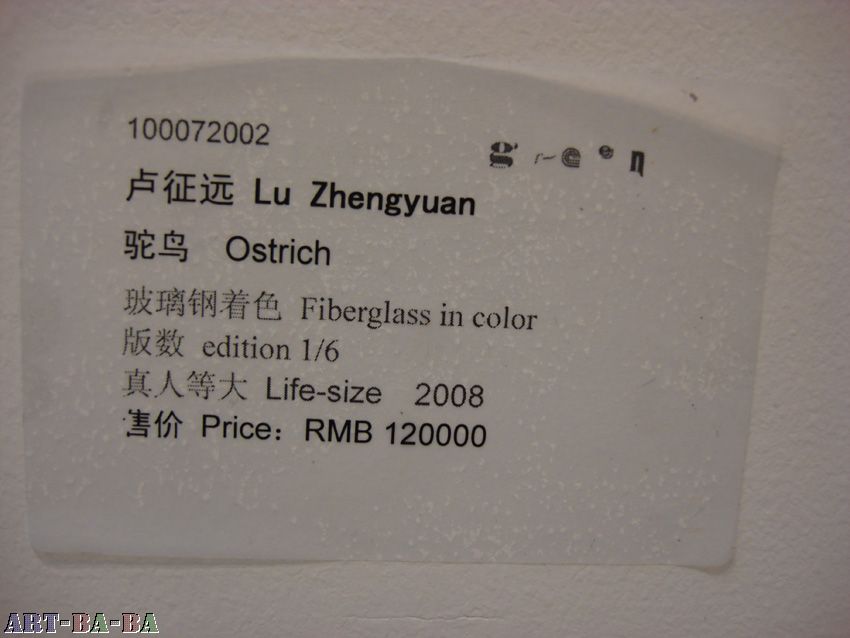 100072002
g r-e e n
卢征远 Lu Zhengyuan
驼鸟 Ostrich
玻璃钢着色 Fiberglass in color
版数 edition 1/6
真人等大 Life-size 2008
售价 Price: RMB 120000
ART-BA-BA